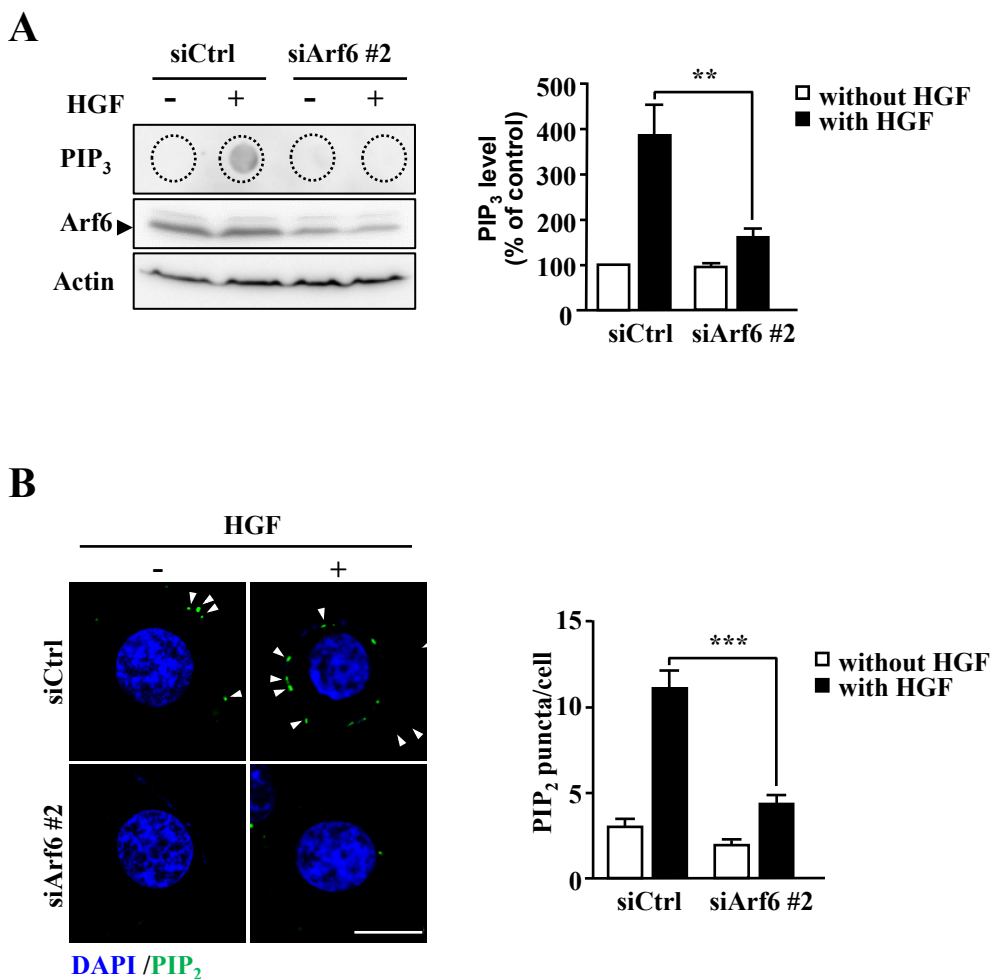 A
siCtrl siArf6 #2
HGF - + - +
PIP3
Arf6
Actin
PIP3 level
(% of control)
500
400
300
200
100
0
**
siCtrl siArf6 #2
without HGF
with HGF
B
HGF
- +
siCtrl
siArf6 #2
DAPI /PIP2
PIP2 puncta/cell
15
10
5
0
***
siCtrl siArf6 #2
without HGF
with HGF